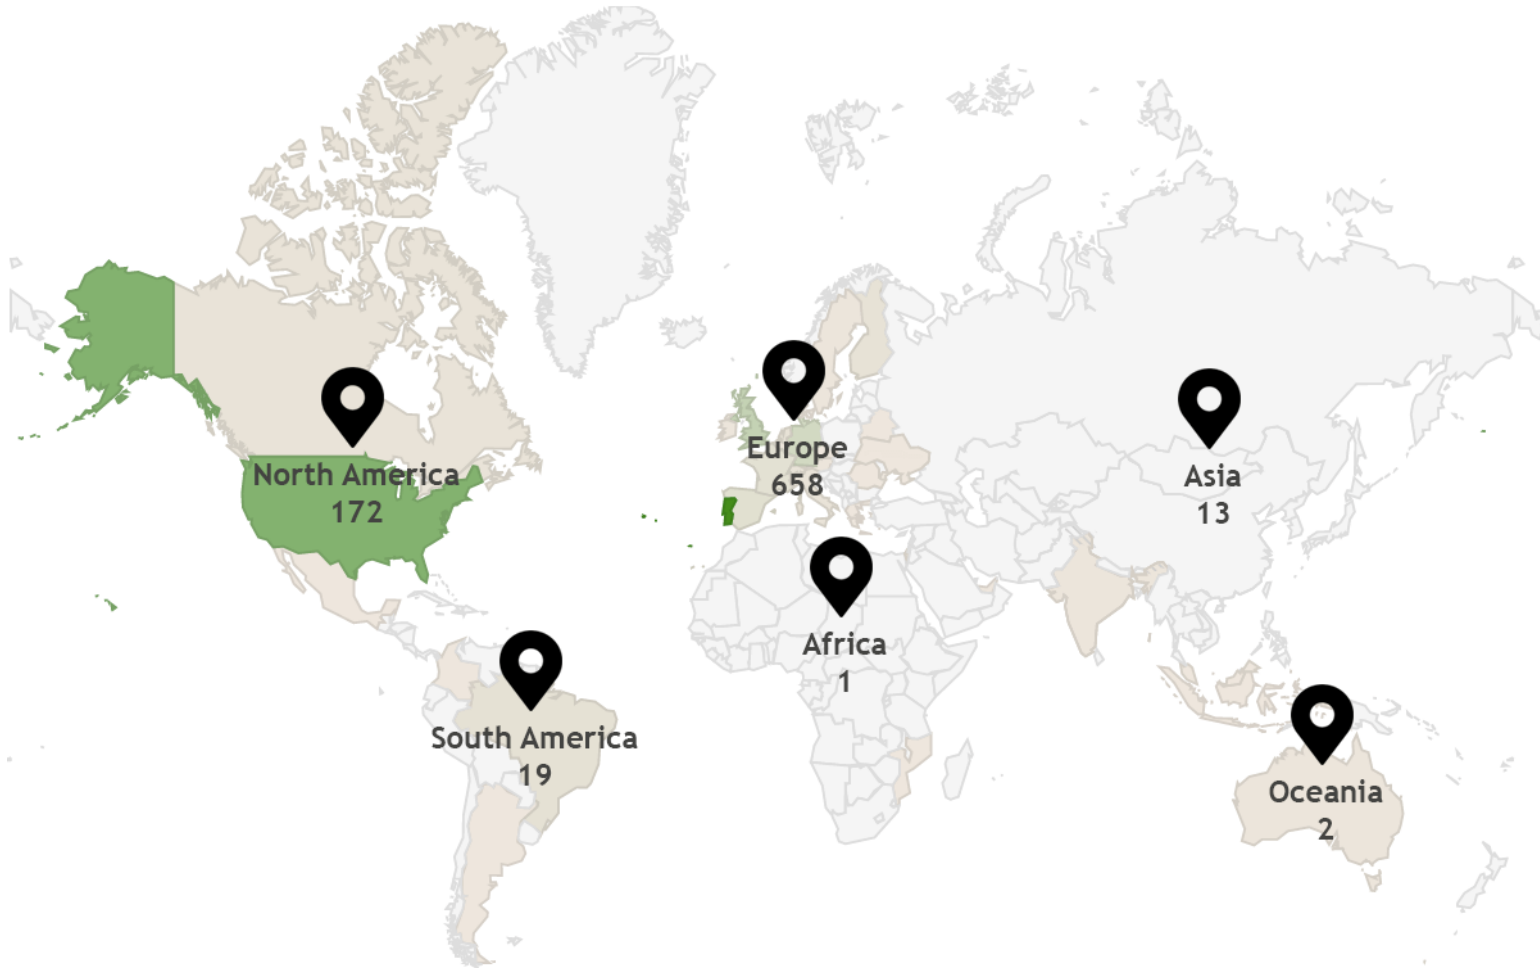 North America
172
Europe
658
Asia
13
Africa
1
South America
19
Oceania
2